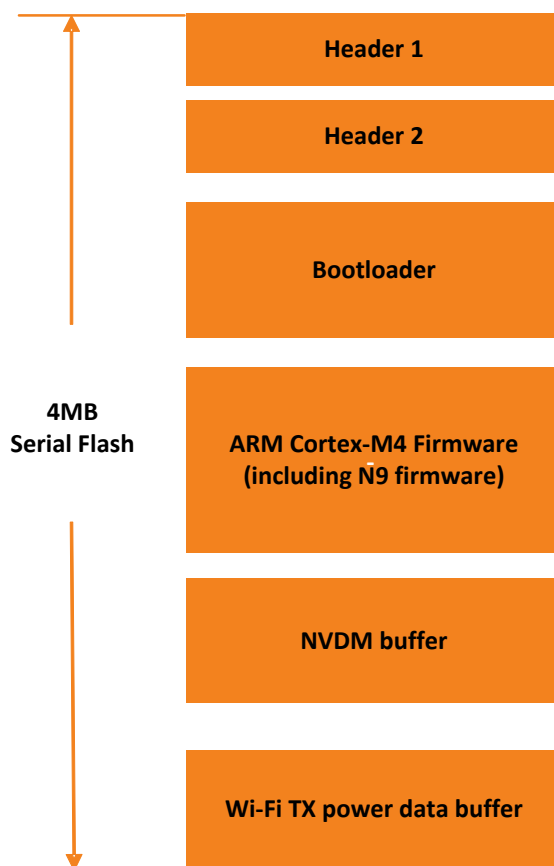 Header 1
Header 2
Bootloader
4MB
Serial Flash
ARM Cortex-M4 Firmware
(including N9 firmware)
NVDM buffer
Wi-Fi TX power data buffer